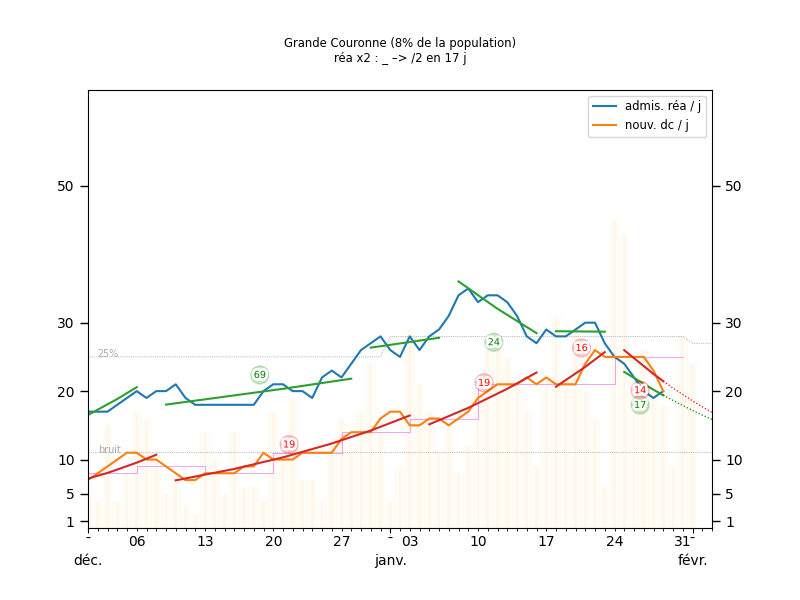 Grande Couronne (8% de la population)
réa x2 : _ –> /2 en 17 j
admis. réa / j
nouv. dc / j
50
50
30
30
25%
24
16
69
19
20
20
14
17
19
bruit
10
10
5
5
1
1
- 06 13 20 27 - 03 10 17 24 31 -
déc. janv. févr.